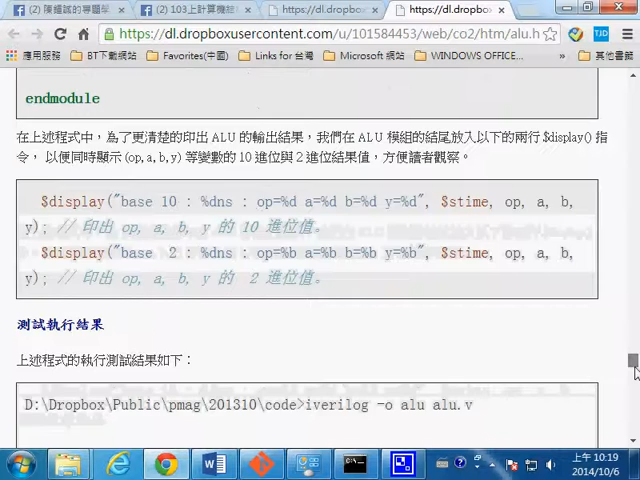 (2) 陳鍾誠的專題筆
(2) 103上計算機組
https://dl.dropboxuse
https://dl.dropboxuse
https://dl.dropboxusercontent.com/u/101584453/web/co2/htm/alu.h
應用服務 BT下載網站 Favorites(中國) Links for 台灣 Microsoft 網站 WINDOWS OFFICE... » 其他書籤
endmodule
在上述程式中，為了更清楚的印出 ALU 的輸出結果，我們在 ALU 模組的結尾放入以下的兩行 $display() 指
令， 以便同時顯示 (op, a, b, y) 等變數的 10 進位與 2 進位結果值，方便讀者觀察。
$display("base 10 : %dns : op=%d a=%d b=%d y=%d", $stime, op, a, b,
y); // 印出 op, a, b, y 的 10 進位值。
$display("base  2 : %dns : op=%b a=%b b=%b y=%b", $stime, op, a, b,
y); // 印出 op, a, b, y 的  2 進位值。
測試執行結果
上述程式的執行測試結果如下：
D:\Dropbox\Public\pmag\201310\code>iverilog -o alu alu.v
上午 10:19
2014/10/6